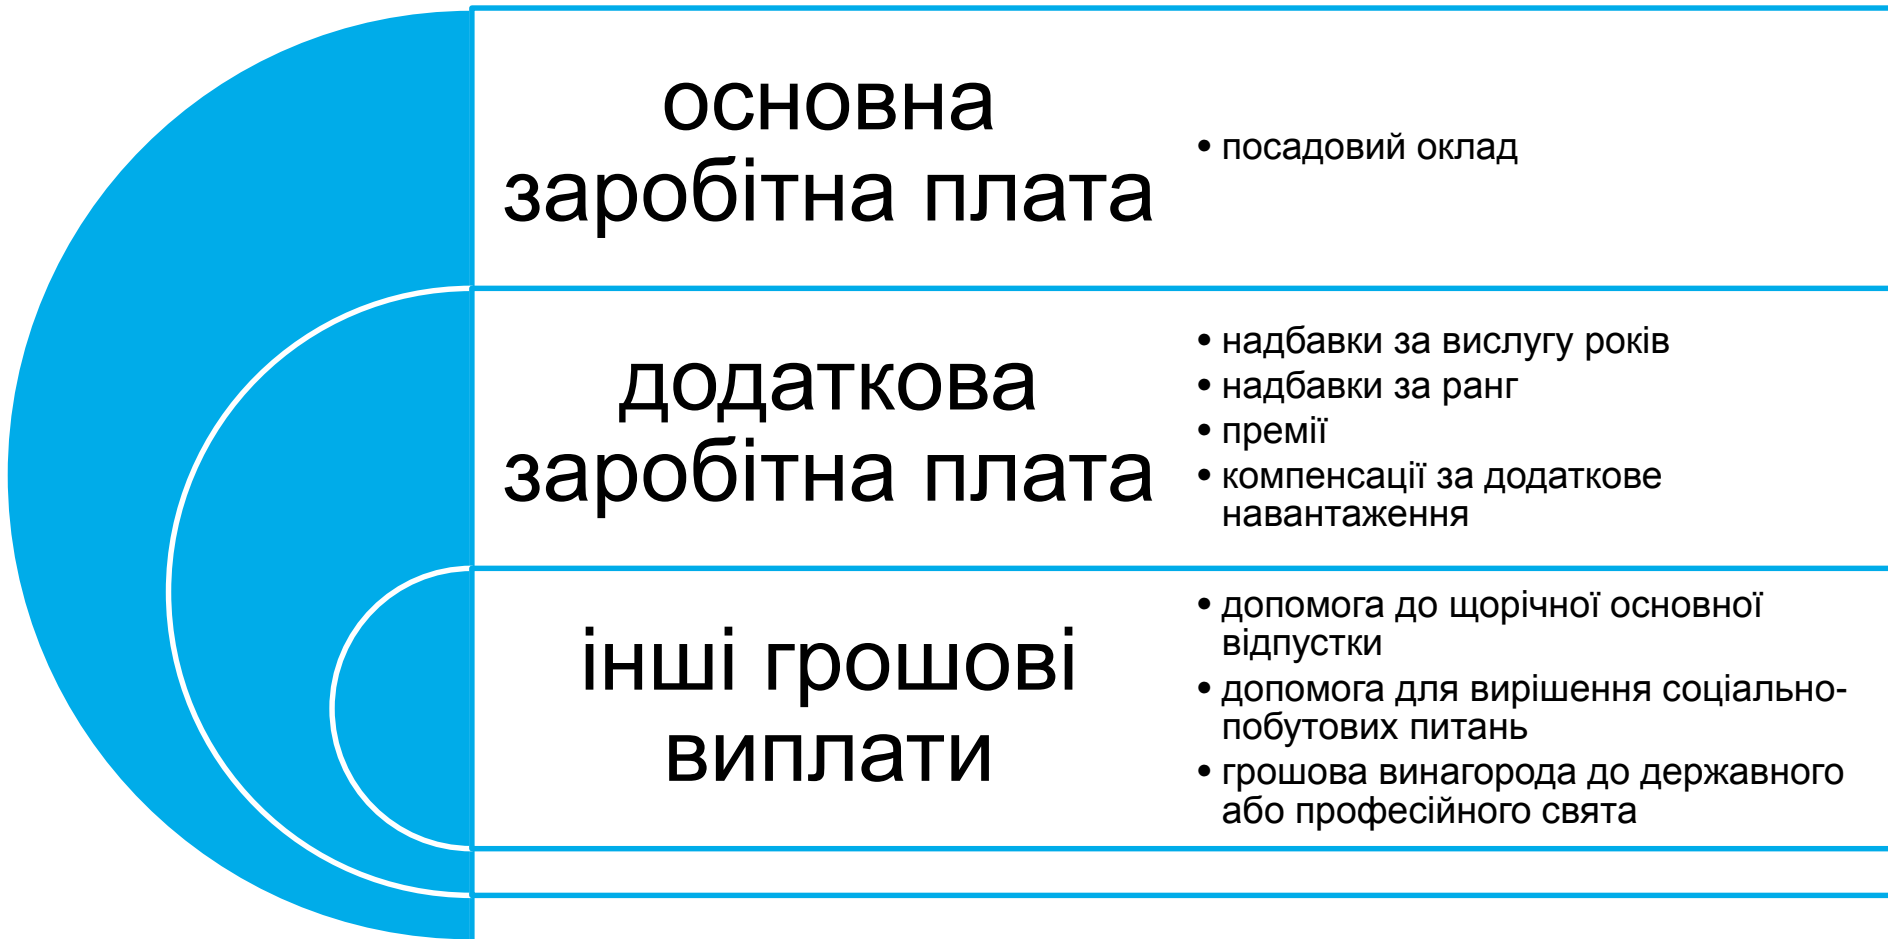 основна
заробітна плата
• посадовий оклад
додаткова
заробітна плата
• надбавки за вислугу років
• надбавки за ранг
• премії
• компенсації за додаткове
навантаження
інші грошові
виплати
• допомога до щорічної основної
відпустки
• допомога для вирішення соціально-
побутових питань
• грошова винагорода до державного
або професійного свята